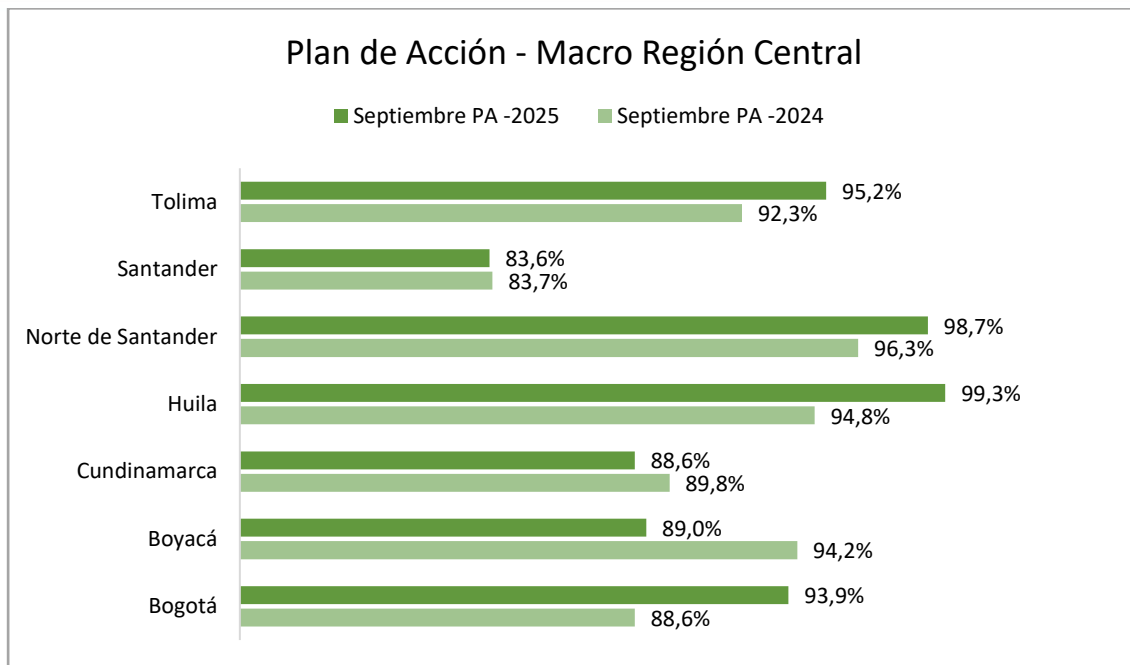 Plan de Acción - Macro Región Central
Septiembre PA -2025 Septiembre PA -2024
Tolima
95,2%
92,3%
Santander
83,6%
83,7%
Norte de Santander
98,7%
96,3%
Huila
99,3%
94,8%
Cundinamarca
88,6%
89,8%
Boyacá
89,0%
94,2%
Bogotá
93,9%
88,6%